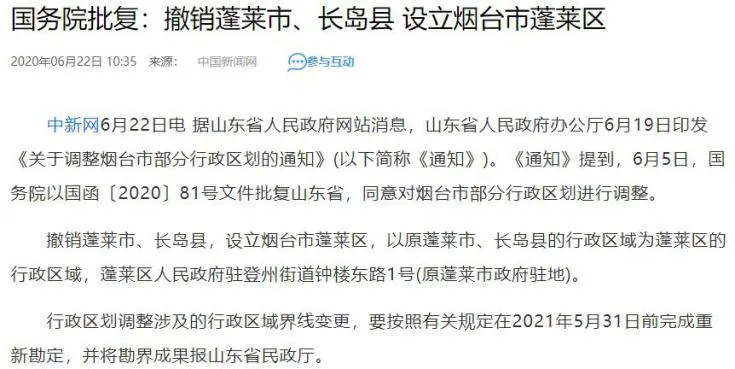 国务院批复：撤销蓬莱市、长岛县 设立烟台市蓬莱区
2020年06月22日 10:35 来源： 中国新闻网 参与互动
中新网6月22日电 据山东省人民政府网站消息，山东省人民政府办公厅6月19日印发
《关于调整烟台市部分行政区划的通知》(以下简称《通知》)。《通知》提到，6月5日，国
务院以国函〔2020〕81号文件批复山东省，同意对烟台市部分行政区划进行调整。
撤销蓬莱市、长岛县，设立烟台市蓬莱区，以原蓬莱市、长岛县的行政区域为蓬莱区的
行政区域，蓬莱区人民政府驻登州街道钟楼东路1号(原蓬莱市政府驻地)。
行政区划调整涉及的行政区域界线变更，要按照有关规定在2021年5月31日前完成重
新勘定，并将勘界成果报山东省民政厅。